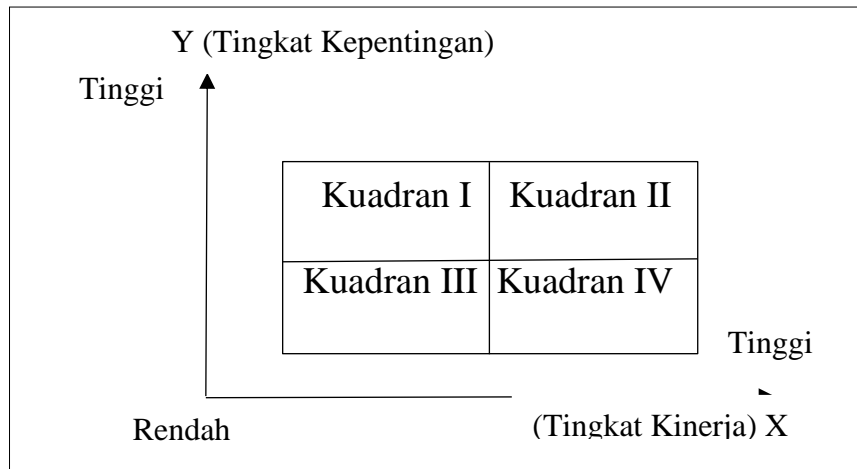 Y (Tingkat Kepentingan)
Tinggi
Kuadran I
Kuadran II
Kuadran III
Kuadran IV
Tinggi
Rendah
(Tingkat Kinerja) X